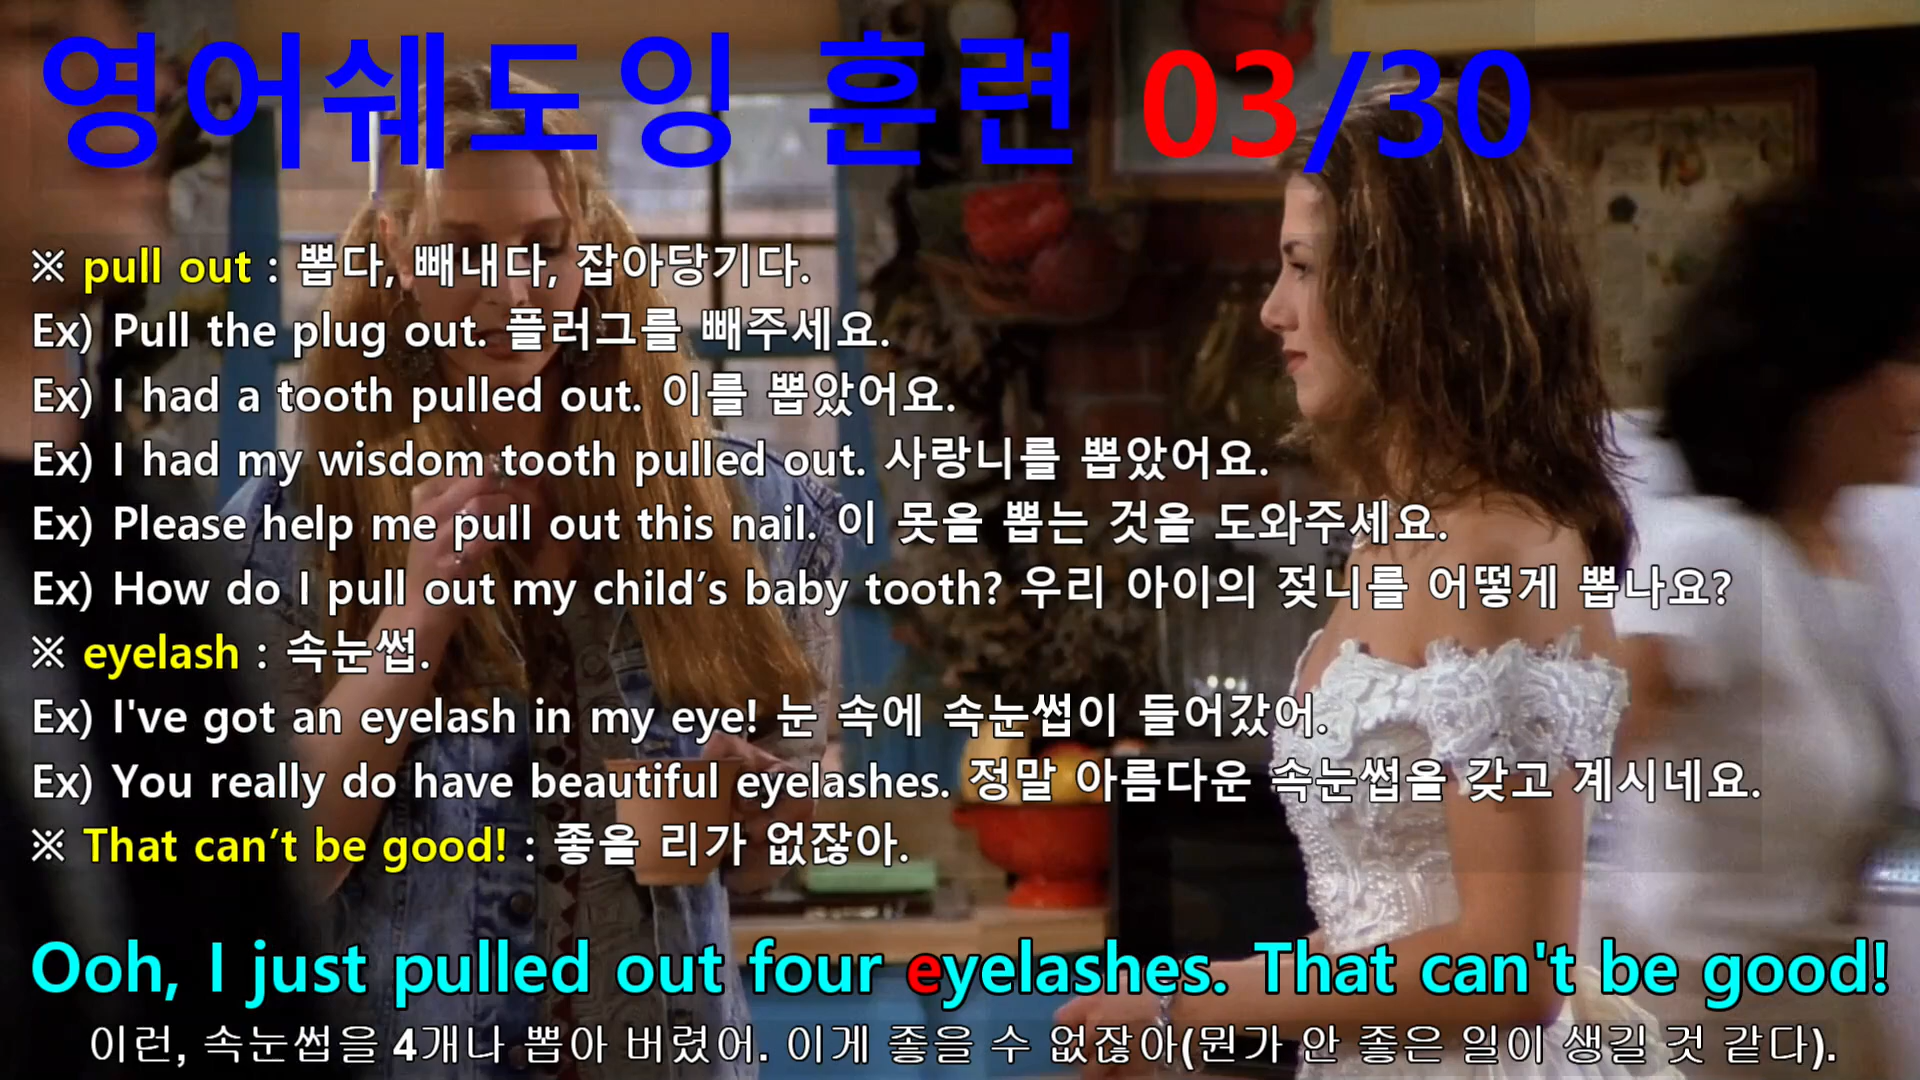 영어쉐도잉 훈련 03/30
※ pull out : 뽑다, 빼내다, 잡아당기다.
Ex) Pull the plug out. 플러그를 빼주세요.
Ex) I had a tooth pulled out. 이를 뽑았어요.
Ex) I had my wisdom tooth pulled out. 사랑니를 뽑았어요.
Ex) Please help me pull out this nail. 이 못을 뽑는 것을 도와주세요.
Ex) How do I pull out my child’s baby tooth? 우리 아이의 젖니를 어떻게 뽑나요?
※ eyelash : 속눈썹.
Ex) I've got an eyelash in my eye! 눈 속에 속눈썹이 들어갔어.
Ex) You really do have beautiful eyelashes. 정말 아름다운 속눈썹을 갖고 계시네요.
※ That can’t be good! : 좋을 리가 없잖아.
Ooh, I just pulled out four eyelashes. That can't be good!
이런, 속눈썹을 4개나 뽑아 버렸어. 이게 좋을 수 없잖아(뭔가 안 좋은 일이 생길 것 같다).